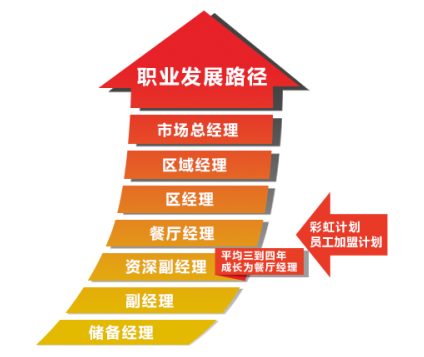 职业发展路径
市场总经理
区域经理
区经理
餐厅经理
彩虹计划
员工加盟计划
资深副经理
平均三到四年
成长为餐厅经理
副经理
储备经理